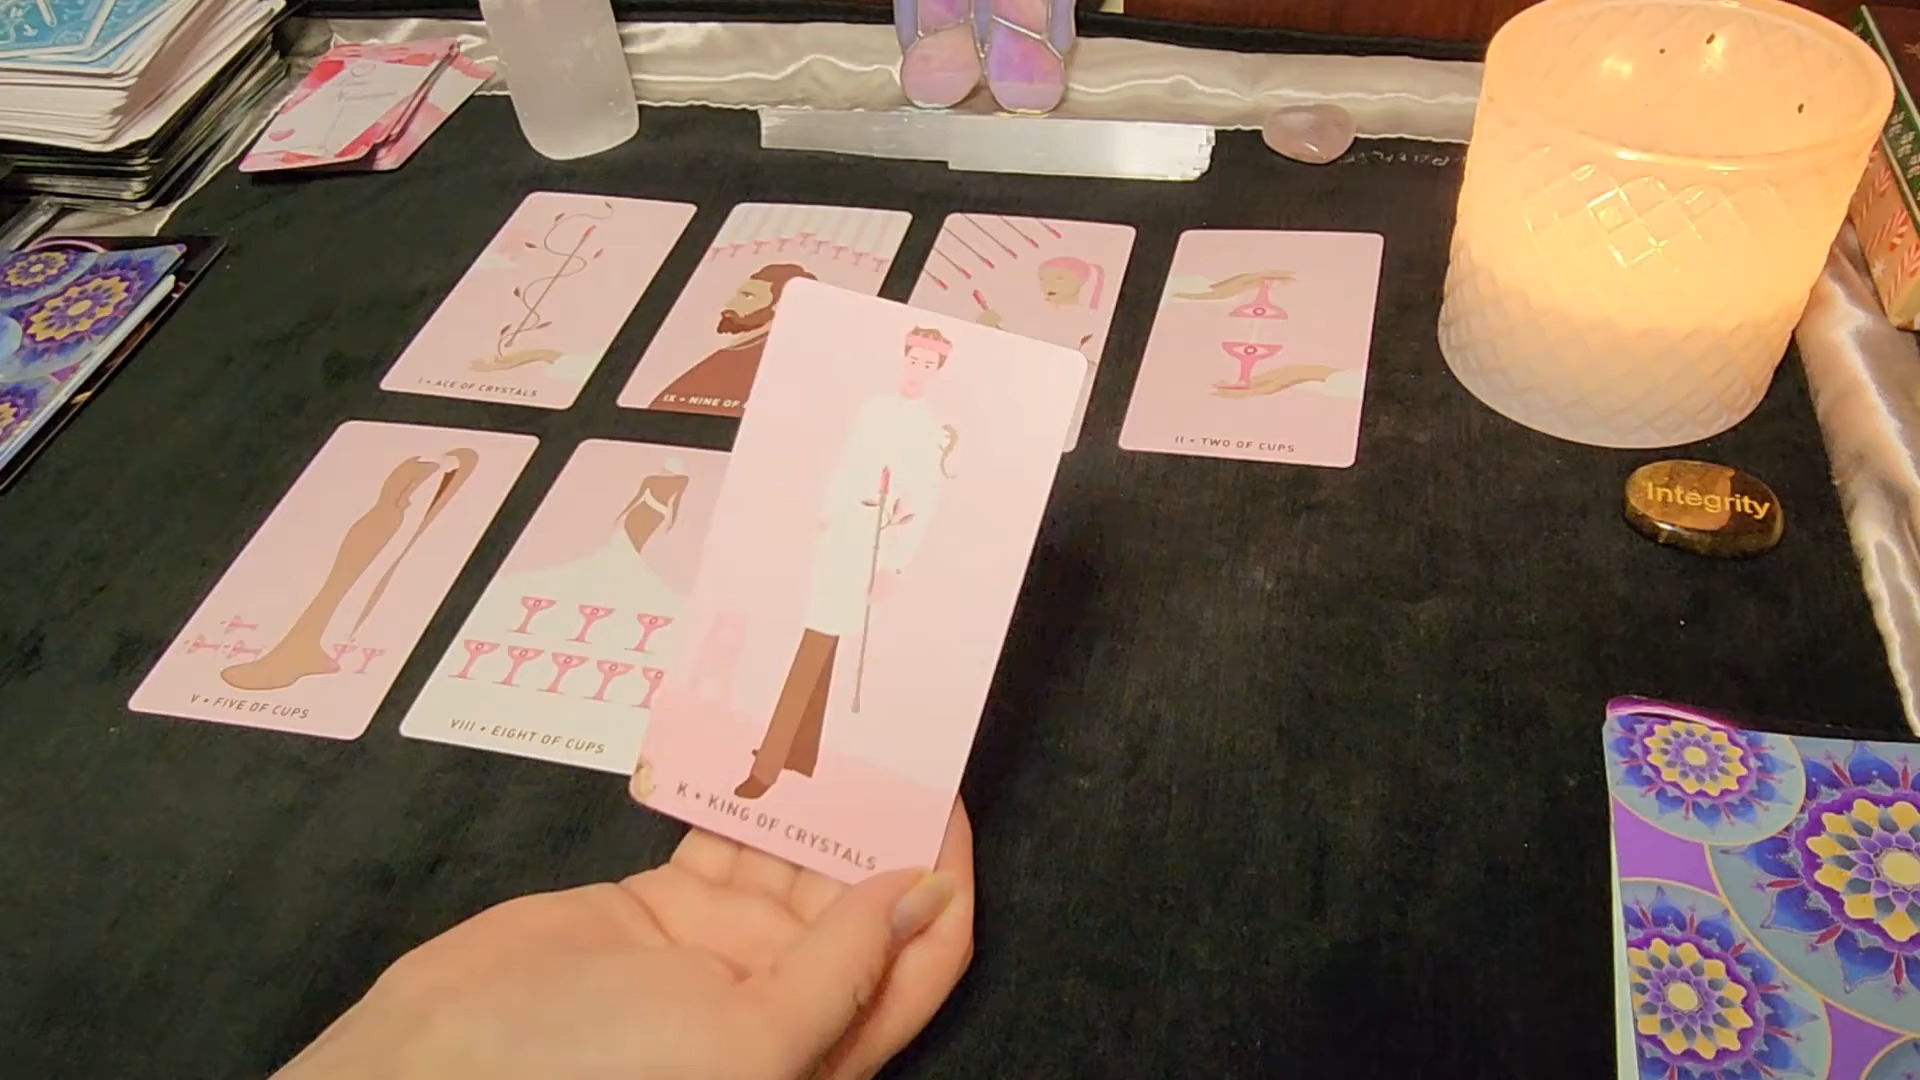 I • ACE OF CRYSTALS
IX • NINE OF
II • TWO OF CUPS
Integrity
V • FIVE OF CUPS
VIII • EIGHT OF CUPS
K • KING OF CRYSTALS